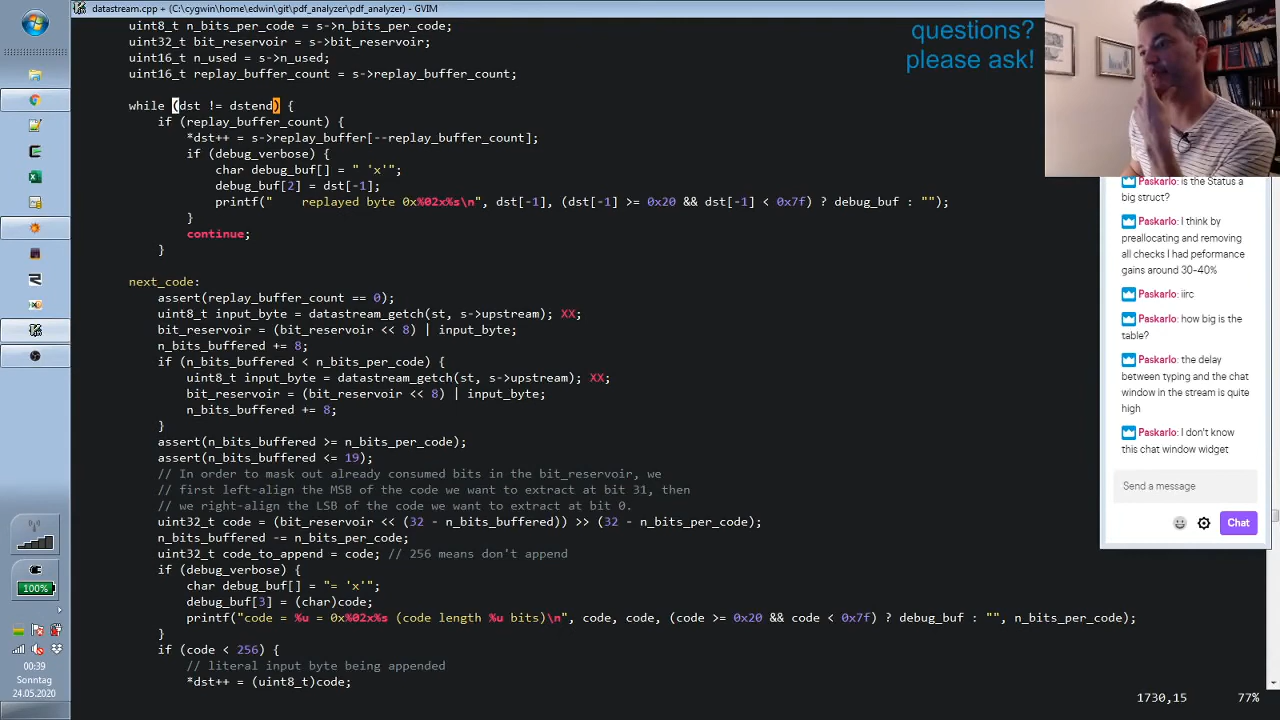 datastream.cpp + (C:\cygwin\home\edwin\git\pdf_analyzer\pdf_analyzer) - GVIM
uint8_t n_bits_per_code = s->n_bits_per_code;
uint32_t bit_reservoir = s->bit_reservoir;
uint16_t n_used = s->n_used;
uint16_t replay_buffer_count = s->replay_buffer_count;
while (dst != dstend) {
if (replay_buffer_count) {
*dst++ = s->replay_buffer[--replay_buffer_count];
if (debug_verbose) {
char debug_buf[] = " 'x'";
debug_buf[2] = dst[-1];
printf("    replayed byte 0x%02x%s\n", dst[-1], (dst[-1] >= 0x20 && dst[-1] < 0x7f) ? debug_buf : "");
}
continue;
}
next_code:
assert(replay_buffer_count == 0);
uint8_t input_byte = datastream_getch(st, s->upstream); XX;
bit_reservoir = (bit_reservoir << 8) | input_byte;
n_bits_buffered += 8;
if (n_bits_buffered < n_bits_per_code) {
uint8_t input_byte = datastream_getch(st, s->upstream); XX;
bit_reservoir = (bit_reservoir << 8) | input_byte;
n_bits_buffered += 8;
}
assert(n_bits_buffered >= n_bits_per_code);
assert(n_bits_buffered <= 19);
// In order to mask out already consumed bits in the bit_reservoir, we
// first left-align the MSB of the code we want to extract at bit 31, then
// we right-align the LSB of the code we want to extract at bit 0.
uint32_t code = (bit_reservoir << (32 - n_bits_buffered)) >> (32 - n_bits_per_code);
n_bits_buffered -= n_bits_per_code;
uint32_t code_to_append = code; // 256 means don't append
if (debug_verbose) {
char debug_buf[] = "= 'x'";
debug_buf[3] = (char)code;
printf("code = %u = 0x%02x%s (code length %u bits)\n", code, code, (code >= 0x20 && code < 0x7f) ? debug_buf : "", n_bits_per_code);
}
if (code < 256) {
// literal input byte being appended
*dst++ = (uint8_t)code;
1730,15
77%
questions?
please ask!
Paskarlo: is the Status a
big struct?
Paskarlo: I think by
preallocating and removing
all checks I had peformance
gains around 30-40%
Paskarlo: iirc
Paskarlo: how big is the
table?
Paskarlo: the delay
between typing and the chat
window in the stream is quite
high
Paskarlo: I don't know
this chat window widget
Send a message
Chat
100%
00:39
Sonntag
24.05.2020